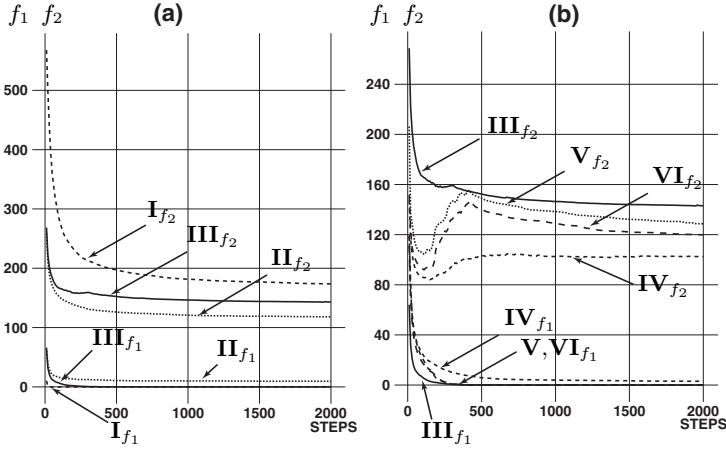 f1 f2 (a)
500
400
300
200
100
0
I f2
III f2
II f2
III f1
II f1
I f1
0 500 1000 1500 2000
STEPS
f1 f2 (b)
240
200
160
120
80
40
0
III f2
V f2
VI f2
IV f2
IV f1
V, VI f1
III f1
0 500 1000 1500 2000
STEPS